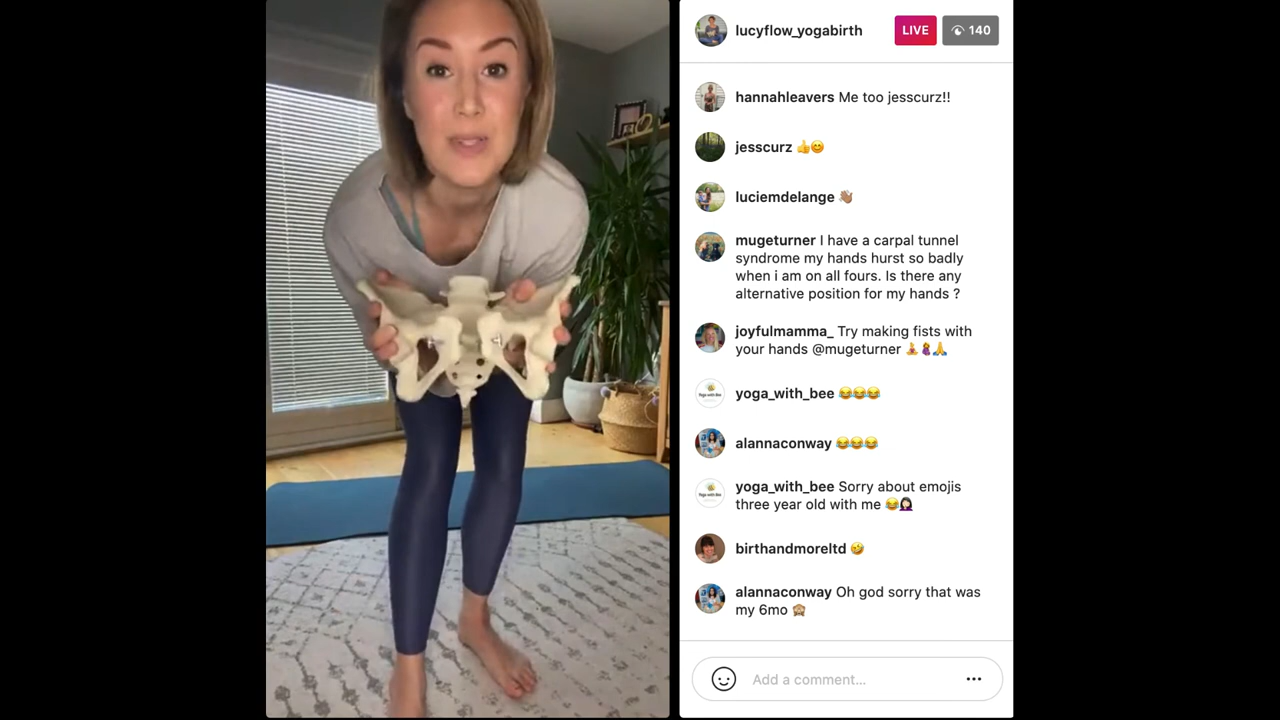 lucyflow_yogabirth LIVE 140
hannahleavers Me too jesscurz!!
jesscurz 👍😊
luciemdelange 👋🏽
mugeturner I have a carpal tunnel
syndrome my hands hurst so badly
when i am on all fours. Is there any
alternative position for my hands ?
joyfulmamma_ Try making fists with
your hands @mugeturner 🧘🤰🙏
yoga_with_bee 😂😂😂
alannaconway 😂😂😂
yoga_with_bee Sorry about emojis
three year old with me 😂🤦🏻‍♀️
birthandmoreltd 🤣
alannaconway Oh god sorry that was
my 6mo 🙈
Add a comment...